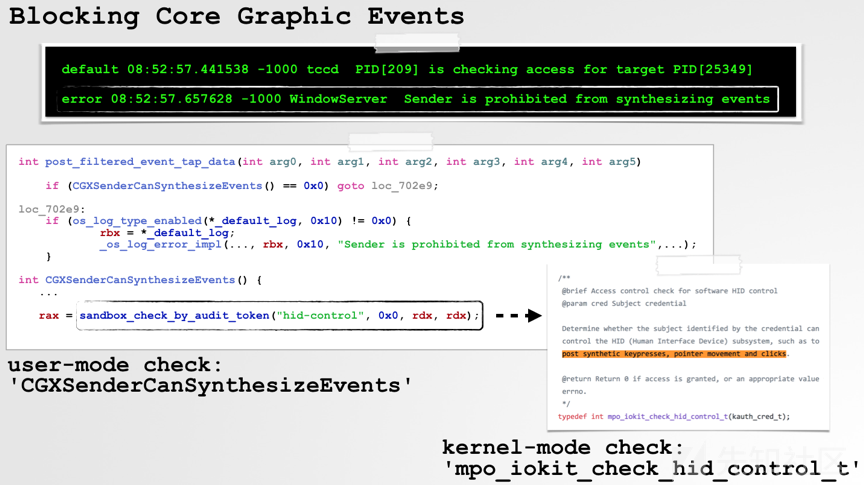 Blocking Core Graphic Events
default 08:52:57.441538 -1000 tccd  PID[209] is checking access for target PID[25349]
error 08:52:57.657628 -1000 WindowServer  Sender is prohibited from synthesizing events
int post_filtered_event_tap_data(int arg0, int arg1, int arg2, int arg3, int arg4, int arg5)
if (CGXSenderCanSynthesizeEvents() == 0x0) goto loc_702e9;
loc_702e9:
if (os_log_type_enabled(*_default_log, 0x10) != 0x0) {
rbx = *_default_log;
_os_log_error_impl(..., rbx, 0x10, "Sender is prohibited from synthesizing events",...);
}
int CGXSenderCanSynthesizeEvents() {
...
rax = sandbox_check_by_audit_token("hid-control", 0x0, rdx, rdx);
/**
@brief Access control check for software HID control
@param cred Subject credential
Determine whether the subject identified by the credential can
control the HID (Human Interface Device) subsystem, such as to
post synthetic keypresses, pointer movement and clicks.
@return Return 0 if access is granted, or an appropriate value
errno.
*/
typedef int mpo_iokit_check_hid_control_t(kauth_cred_t);
user-mode check:
'CGXSenderCanSynthesizeEvents'
kernel-mode check:
'mpo_iokit_check_hid_control_t'
先知社区